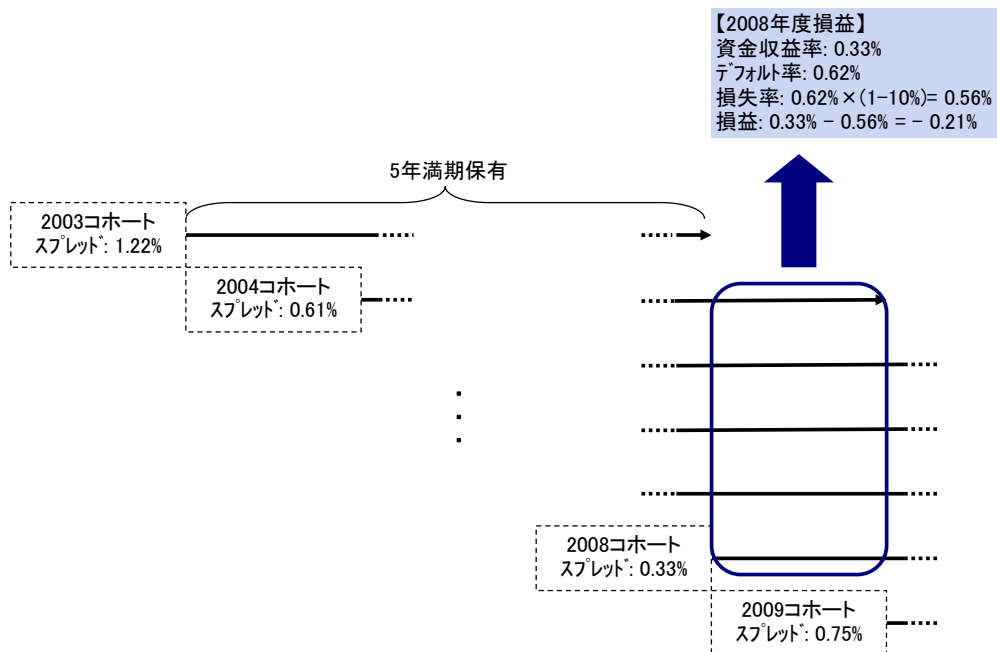 【2008年度損益】
資金収益率: 0.33%
ﾃﾞﾌｫﾙﾄ率: 0.62%
損失率: 0.62%×(1-10%)= 0.56%
損益: 0.33% - 0.56% = - 0.21%
5年満期保有
2003コホート
ｽﾌﾟﾚｯﾄﾞ: 1.22%
2004コホート
ｽﾌﾟﾚｯﾄﾞ: 0.61%
2008コホート
ｽﾌﾟﾚｯﾄﾞ: 0.33%
2009コホート
ｽﾌﾟﾚｯﾄﾞ: 0.75%